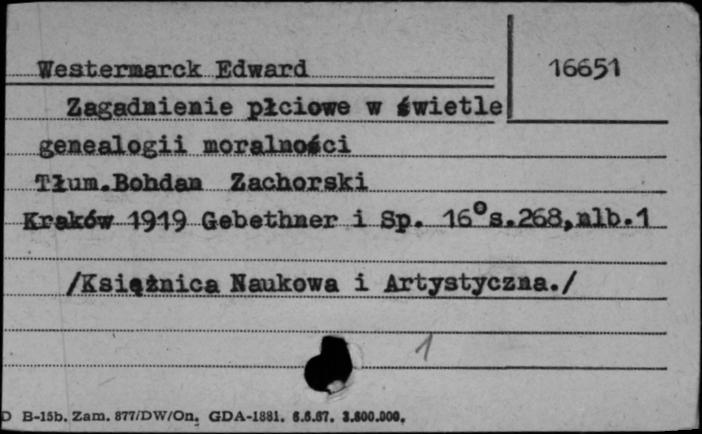 Westermarck Edward
16651
Zagadnienie płciowe w świetle
genealogii moralności
Tłum.Bohdan Zachorski
Kraków 1919 Gebethner i Sp. 16°s.268,nlb.1
/Książnica Naukowa i Artystyczna./
1
D B-15b. Zam. 877/DW/On. GDA-1881. 6.6.67. 3.800.000.